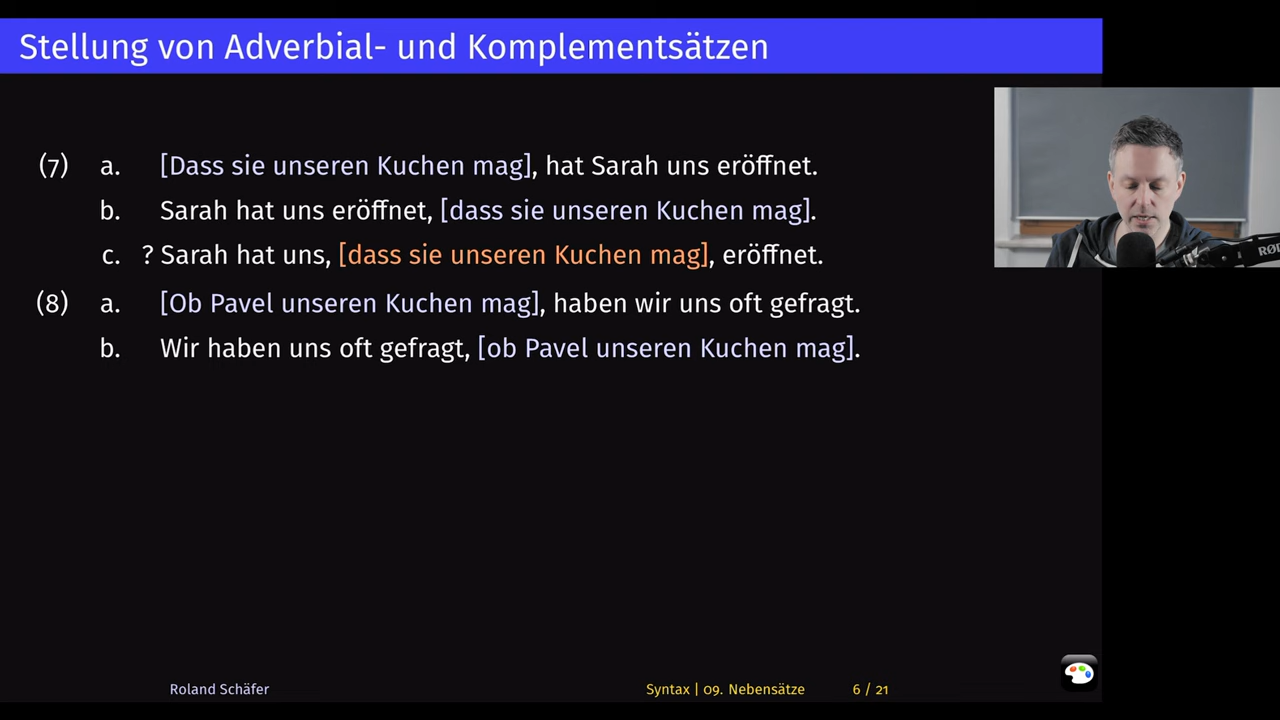 Stellung von Adverbial- und Komplementsätzen
(7) a. [Dass sie unseren Kuchen mag], hat Sarah uns eröffnet.
b. Sarah hat uns eröffnet, [dass sie unseren Kuchen mag].
c. ? Sarah hat uns, [dass sie unseren Kuchen mag], eröffnet.
(8) a. [Ob Pavel unseren Kuchen mag], haben wir uns oft gefragt.
b. Wir haben uns oft gefragt, [ob Pavel unseren Kuchen mag].
RØD
Roland Schäfer Syntax | 09. Nebensätze 6 / 21